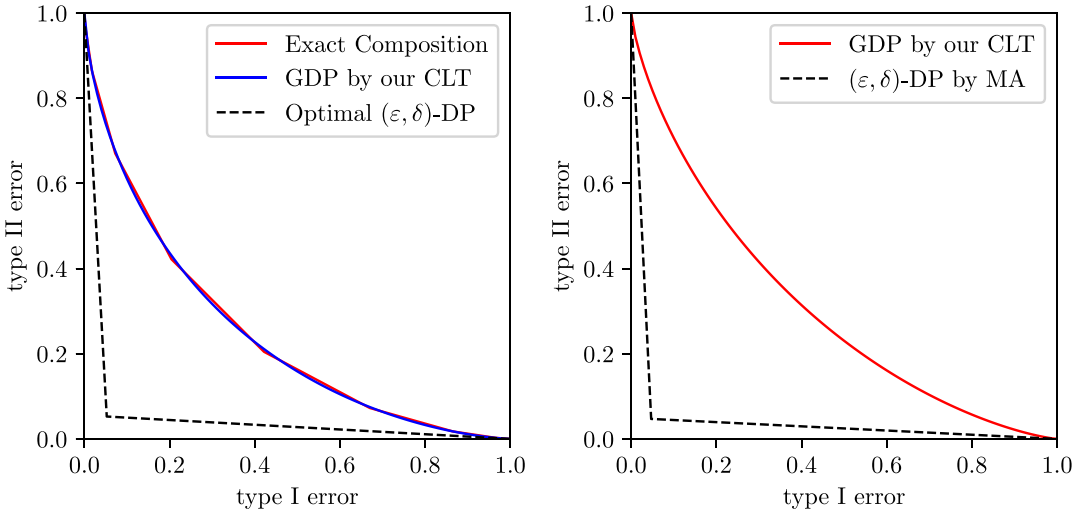 1.0
0.8
0.6
0.4
0.2
0.0
type II error
Exact Composition
GDP by our CLT
Optimal (ε, δ)-DP
0.0 0.2 0.4 0.6 0.8 1.0
type I error
1.0
0.8
0.6
0.4
0.2
0.0
type II error
GDP by our CLT
(ε, δ)-DP by MA
0.0 0.2 0.4 0.6 0.8 1.0
type I error